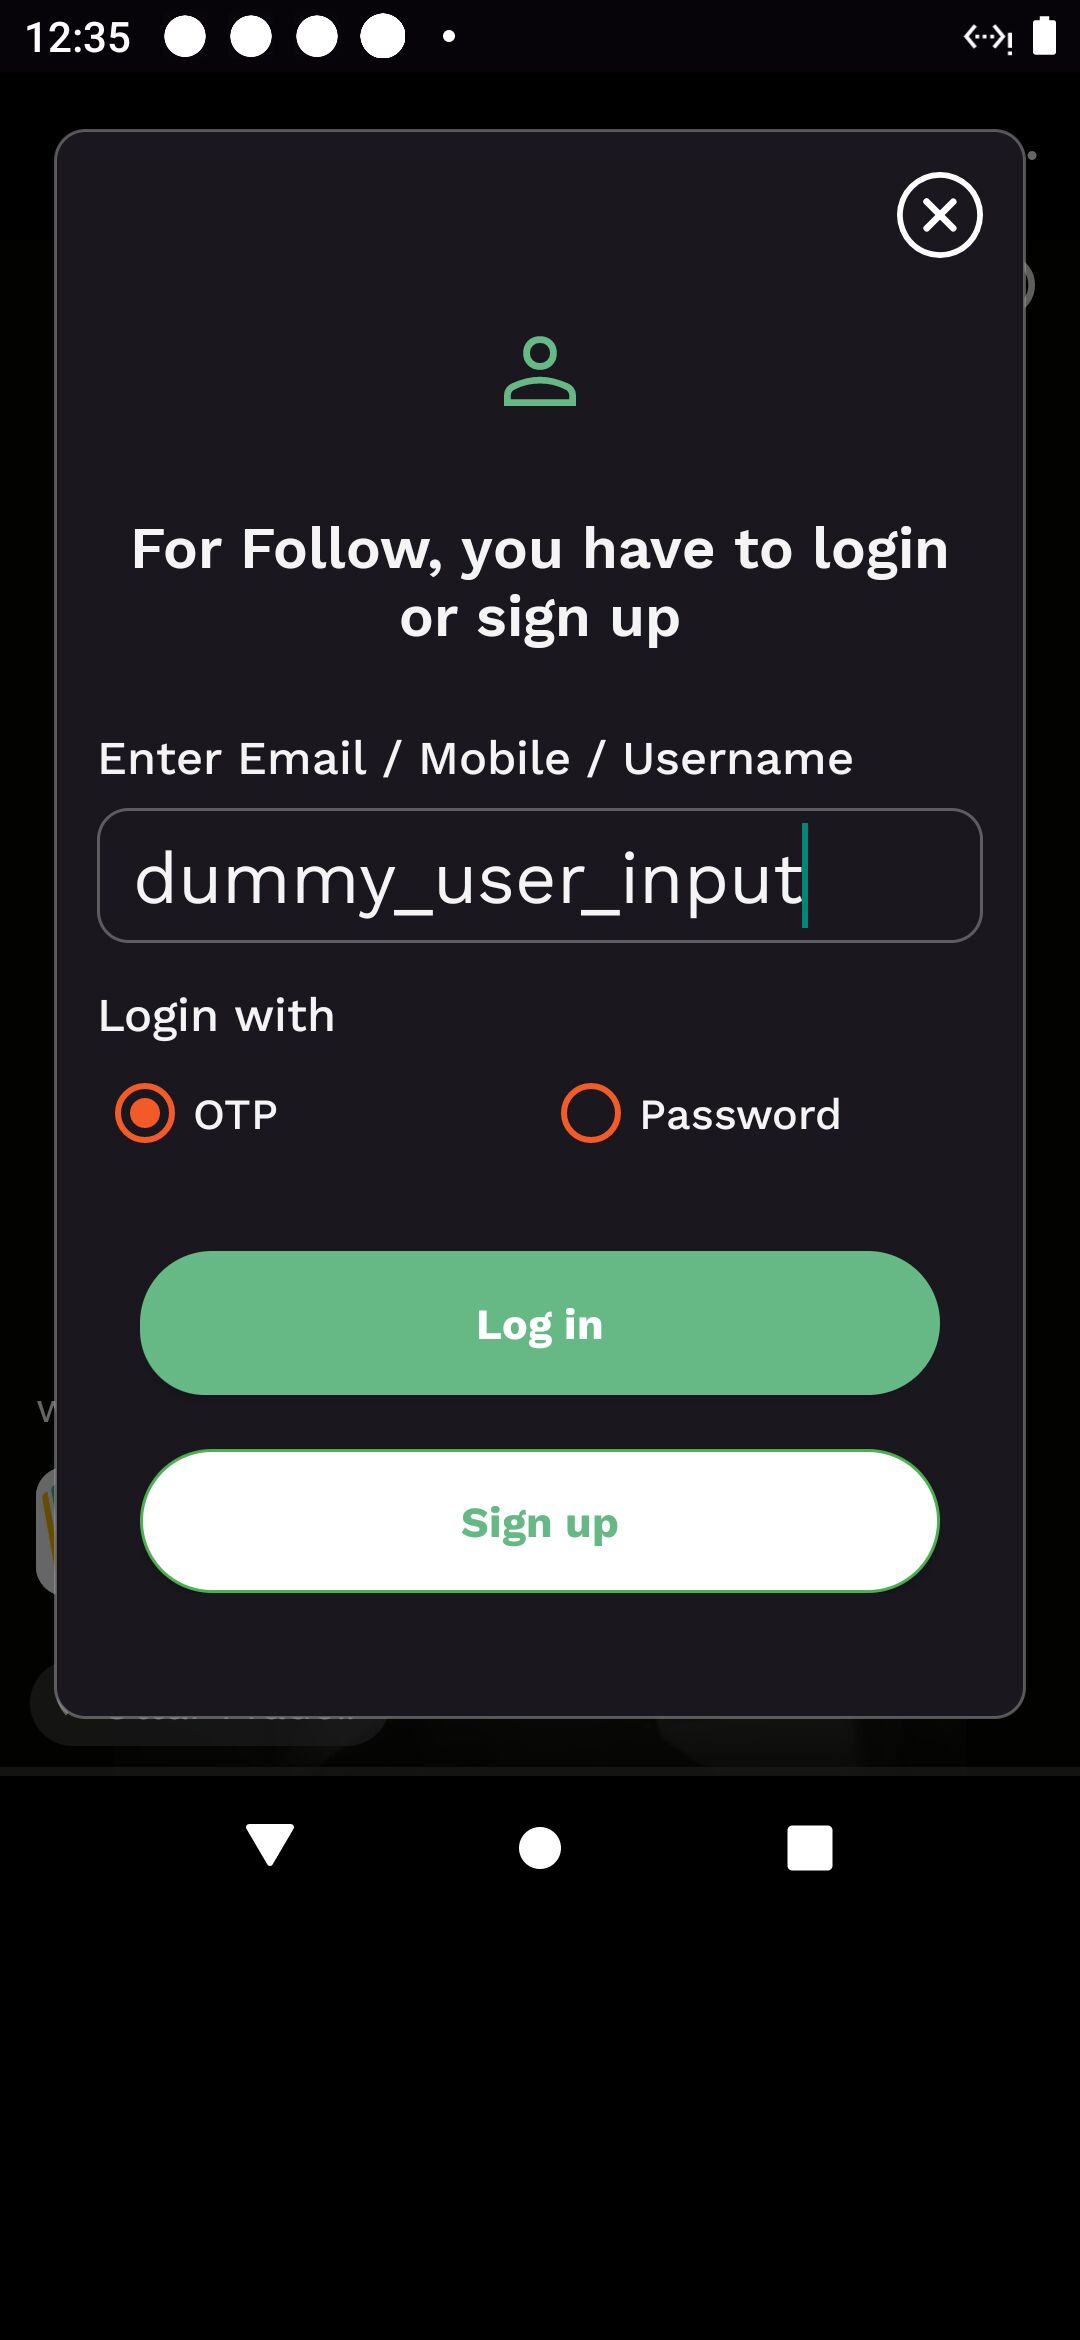 12:35
For Follow, you have to login
or sign up
Enter Email / Mobile / Username
dummy_user_input
Login with
OTP
Password
Log in
Sign up